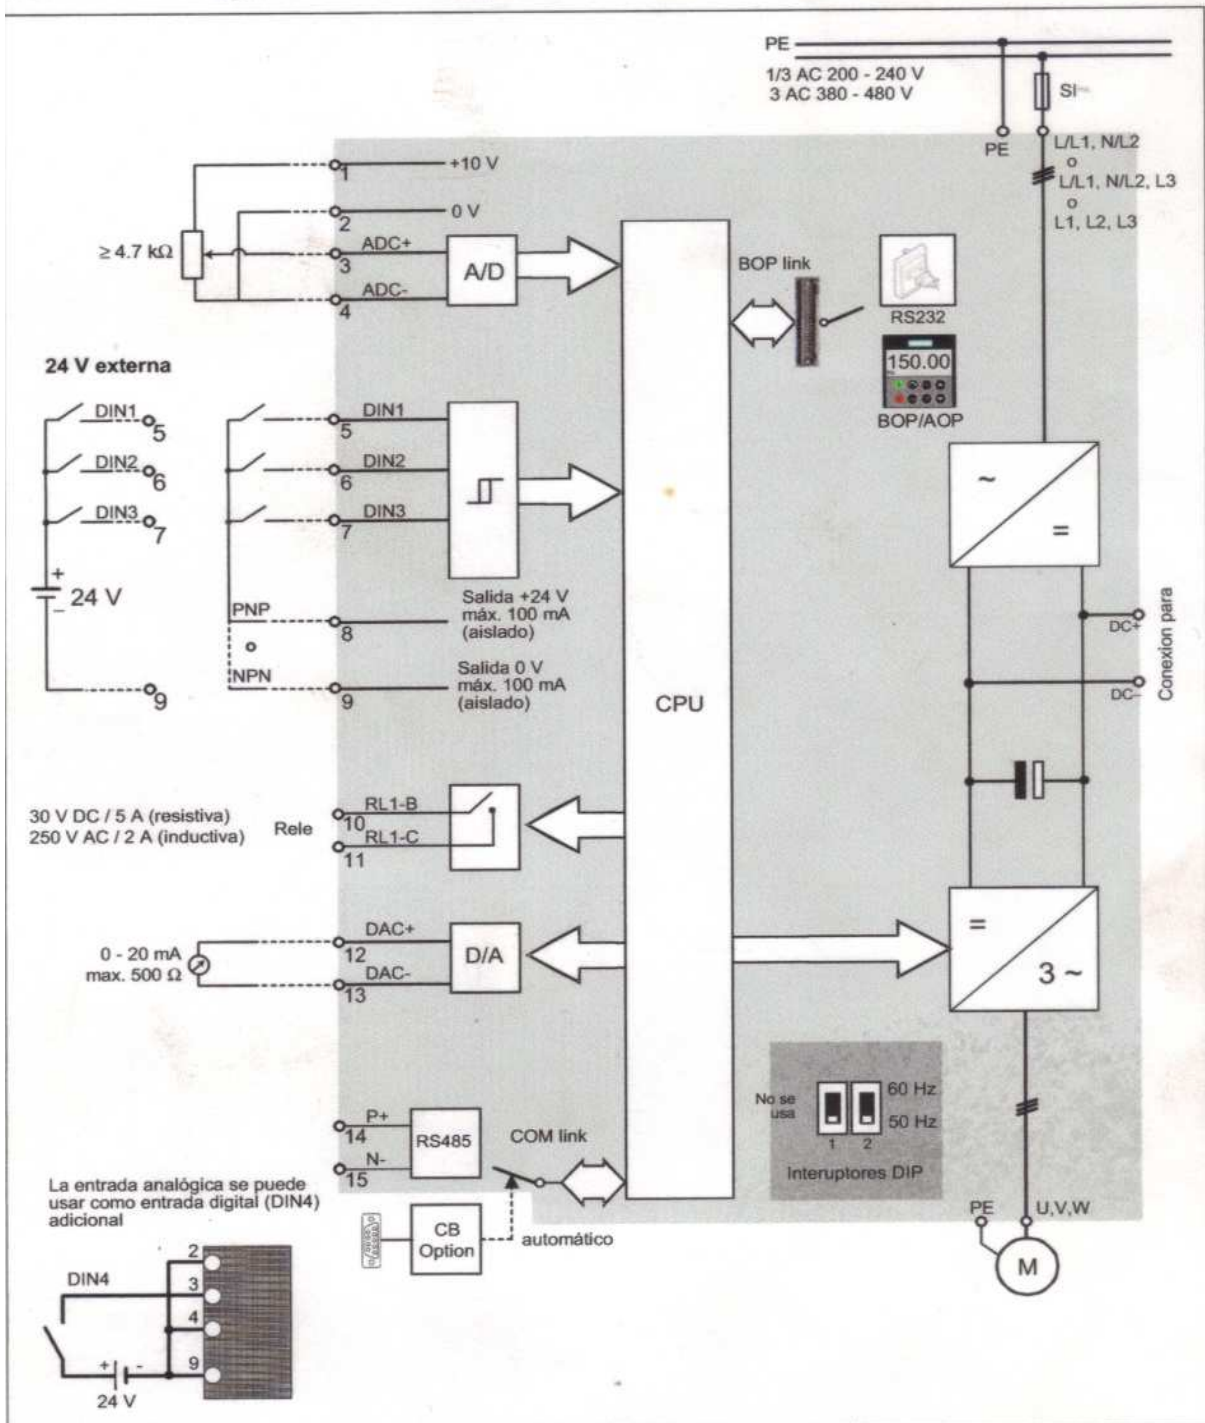 PE
1/3 AC 200 - 240 V
3 AC 380 - 480 V
SI
PE
L/L1, N/L2
o
L/L1, N/L2, L3
o
L1, L2, L3
+10 V
1
0 V
2
≥ 4.7 kΩ
ADC+
3
A/D
ADC-
4
BOP link
RS232
150.00
BOP/AOP
24 V externa
DIN1
5
DIN2
6
DIN3
7
+
24 V
–
9
DIN1
5
DIN2
6
DIN3
7
PNP
8
Salida +24 V
máx. 100 mA
(aislado)
o
NPN
9
Salida 0 V
máx. 100 mA
(aislado)
CPU
~
=
DC+
DC–
Conexion para
30 V DC / 5 A (resistiva)
250 V AC / 2 A (inductiva)
Rele
RL1-B
10
RL1-C
11
0 - 20 mA
max. 500 Ω
DAC+
12
D/A
DAC-
13
=
3 ~
P+
14
RS485
N-
15
COM link
No se
usa
60 Hz
50 Hz
1 2
Interuptores DIP
CB
Option
automático
PE
U,V,W
M
La entrada analógica se puede
usar como entrada digital (DIN4)
adicional
DIN4
2
3
4
9
+ -
24 V